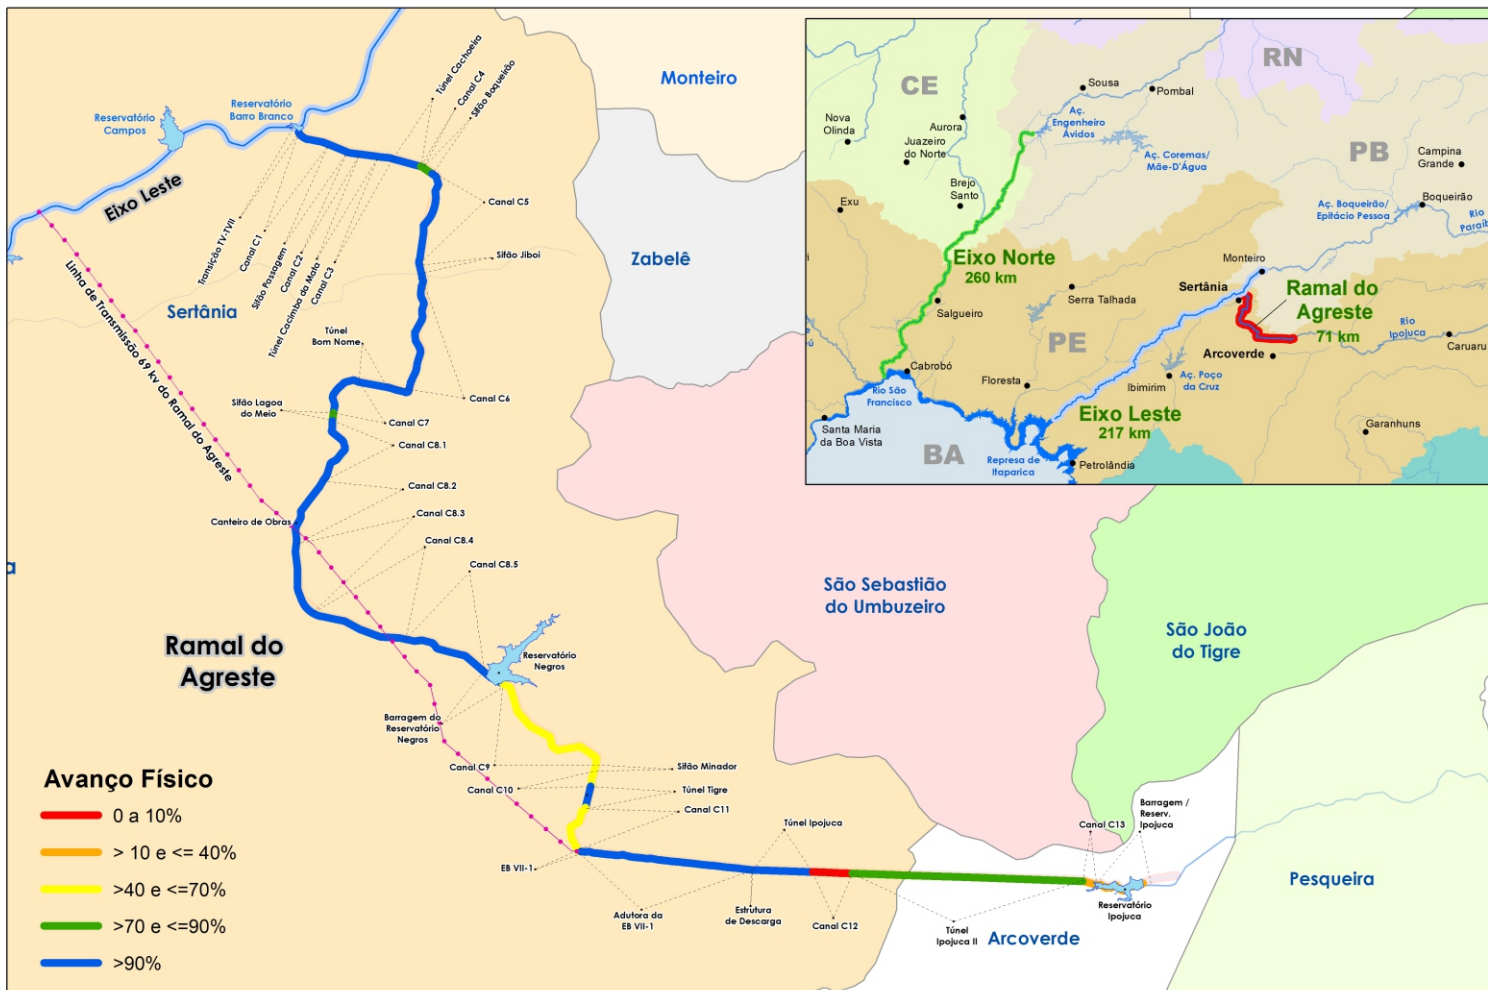 Monteiro
Reservatório
Campos
Reservatório
Barro Branco
Túnel Cachoeira
Canal C4
Sifão Boqueirão
Eixo Leste
Transição TV-TVII
Canal C1
Sifão Passagem
Canal C2
Túnel Cacimba da Mata
Canal C3
Canal C5
Sifão Jiboi
Zabelê
Sertânia
Linha de Transmissão 69 kv do Ramal do Agreste
Túnel
Bom Nome
Canal C6
Sifão Lagoa
do Meio
Canal C7
Canal C8.1
Canal C8.2
Canteiro de Obras
Canal C8.3
Canal C8.4
Canal C8.5
a
São Sebastião
do Umbuzeiro
São João
do Tigre
Ramal do
Agreste
Reservatório
Negros
Barragem do
Reservatório
Negros
Canal C9
Sifão Minador
Canal C10
Túnel Tigre
Canal C11
EB VII-1
Túnel Ipojuca
Canal C13
Barragem /
Reserv.
Ipojuca
Adutora da
EB VII-1
Estrutura
de Descarga
Canal C12
Túnel
Ipojuca II
Reservatório
Ipojuca
Arcoverde
Pesqueira
Avanço Físico
0 a 10%
> 10 e <= 40%
>40 e <=70%
>70 e <=90%
>90%
CE
RN
PB
PE
BA
Sousa
Pombal
Nova
Olinda
Aurora
Juazeiro
do Norte
Aç.
Engenheiro
Ávidos
Aç. Coremas/
Mãe-D'Água
Campina
Grande
Brejo
Santo
Exu
Aç. Boqueirão/
Epitácio Pessoa
Boqueirão
Rio
Paraíb
Eixo Norte
260 km
Monteiro
Sertânia
Serra Talhada
Ramal do
Agreste
71 km
Salgueiro
Rio
Ipojuca
Caruaru
Arcoverde
Cabrobó
Floresta
Ibimirim
Aç. Poço
da Cruz
Rio São
Francisco
Eixo Leste
217 km
Santa Maria
da Boa Vista
Garanhuns
Represa de
Itaparica
Petrolândia